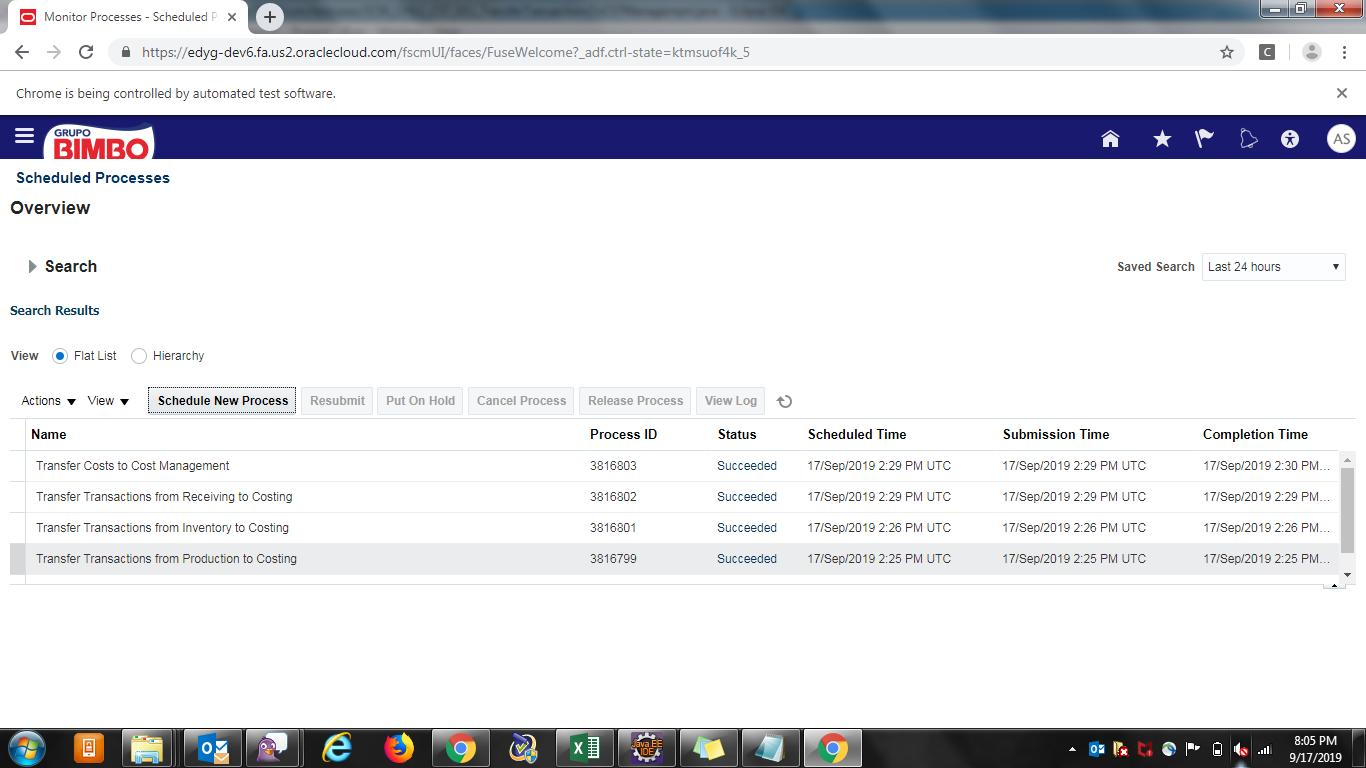 Monitor Processes - Scheduled P
https://edyg-dev6.fa.us2.oraclecloud.com/fscmUI/faces/FuseWelcome?_adf.ctrl-state=ktmsuof4k_5
C
Chrome is being controlled by automated test software.
GRUPO
BIMBO
AS
Scheduled Processes
Overview
Search
Saved Search Last 24 hours
Search Results
View Flat List Hierarchy
Actions View Schedule New Process Resubmit Put On Hold Cancel Process Release Process View Log
Name Process ID Status Scheduled Time Submission Time Completion Time
Transfer Costs to Cost Management 3816803 Succeeded 17/Sep/2019 2:29 PM UTC 17/Sep/2019 2:29 PM UTC 17/Sep/2019 2:30 PM...
Transfer Transactions from Receiving to Costing 3816802 Succeeded 17/Sep/2019 2:29 PM UTC 17/Sep/2019 2:29 PM UTC 17/Sep/2019 2:29 PM...
Transfer Transactions from Inventory to Costing 3816801 Succeeded 17/Sep/2019 2:26 PM UTC 17/Sep/2019 2:26 PM UTC 17/Sep/2019 2:26 PM...
Transfer Transactions from Production to Costing 3816799 Succeeded 17/Sep/2019 2:25 PM UTC 17/Sep/2019 2:25 PM UTC 17/Sep/2019 2:25 PM...
Java EE
IDE
8:05 PM
9/17/2019